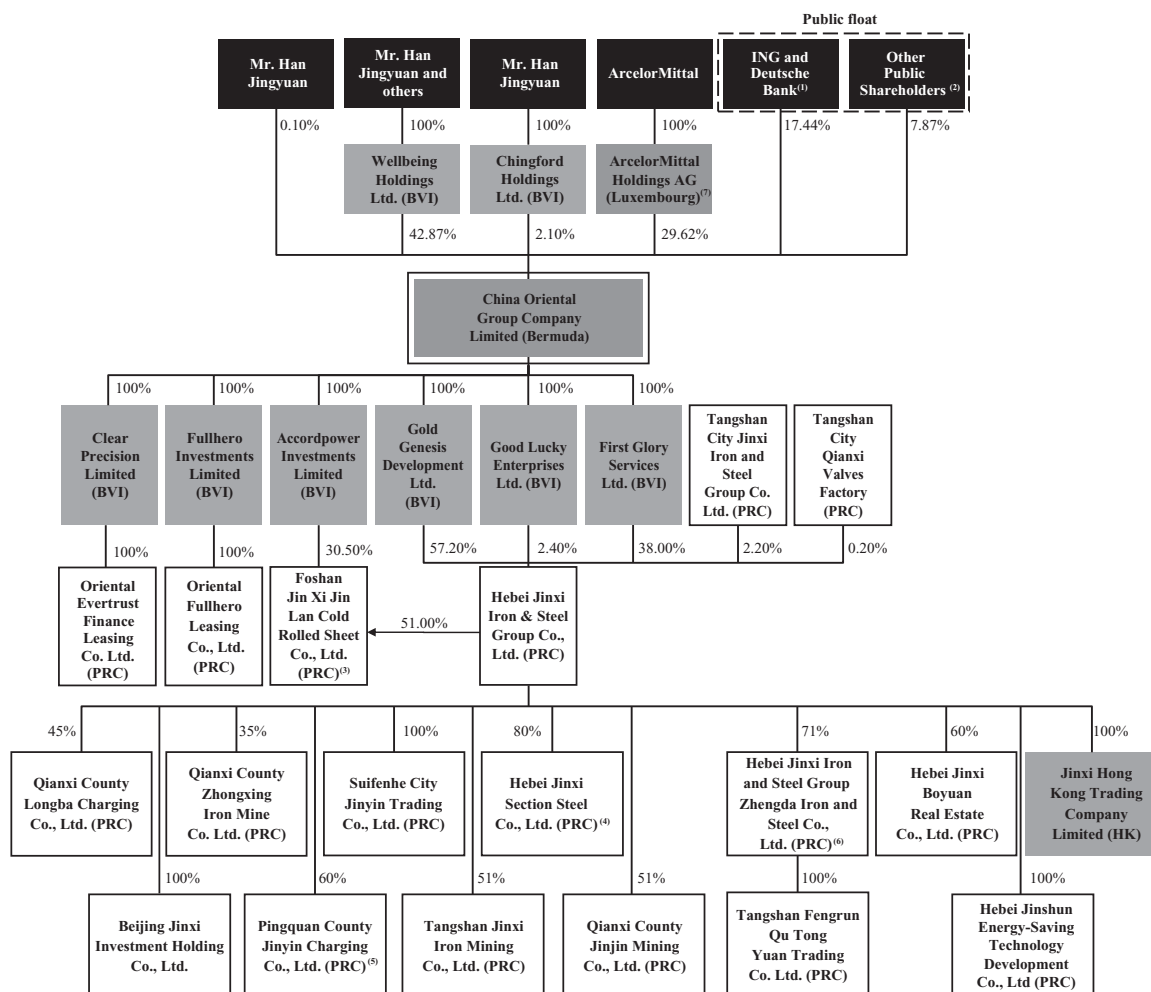 Public float
Mr. Han
Jingyuan
Mr. Han
Jingyuan and
others
Mr. Han
Jingyuan
ArcelorMittal
ING and
Deutsche
Bank(1)
Other
Public
Shareholders (2)
0.10%
100%
100%
100%
17.44%
7.87%
Wellbeing
Holdings
Ltd. (BVI)
Chingford
Holdings
Ltd. (BVI)
ArcelorMittal
Holdings AG
(Luxembourg)(7)
42.87%
2.10%
29.62%
China Oriental
Group Company
Limited (Bermuda)
100%
100%
100%
100%
100%
100%
Clear
Precision
Limited
(BVI)
Fullhero
Investments
Limited (BVI)
Accordpower
Investments
Limited (BVI)
Gold
Genesis
Development
Ltd.
(BVI)
Good Lucky
Enterprises
Ltd. (BVI)
First Glory
Services
Ltd. (BVI)
Tangshan
City Jinxi
Iron and
Steel
Group Co.
Ltd. (PRC)
Tangshan
City
Qianxi
Valves
Factory
(PRC)
100%
100%
30.50%
57.20%
2.40%
38.00%
2.20%
0.20%
Oriental
Evertrust
Finance
Leasing
Co. Ltd.
(PRC)
Oriental
Fullhero
Leasing
Co., Ltd.
(PRC)
Foshan
Jin Xi Jin
Lan Cold
Rolled Sheet
Co., Ltd.
(PRC)(3)
51.00%
Hebei Jinxi
Iron & Steel
Group Co.,
Ltd. (PRC)
45%
35%
100%
80%
71%
60%
100%
Qianxi County
Longba Charging
Co., Ltd. (PRC)
Qianxi County
Zhongxing
Iron Mine
Co. Ltd. (PRC)
Suifenhe City
Jinyin Trading
Co., Ltd. (PRC)
Hebei Jinxi
Section Steel
Co., Ltd. (PRC)(4)
Hebei Jinxi Iron
and Steel Group
Zhengda Iron and
Steel Co.,
Ltd. (PRC)(6)
Hebei Jinxi
Boyuan
Real Estate
Co., Ltd. (PRC)
Jinxi Hong
Kong Trading
Company
Limited (HK)
100%
60%
51%
51%
100%
100%
Beijing Jinxi
Investment Holding
Co., Ltd.
Pingquan County
Jinyin Charging
Co., Ltd. (PRC)(5)
Tangshan Jinxi
Iron Mining
Co., Ltd. (PRC)
Qianxi County
Jinjin Mining
Co., Ltd. (PRC)
Tangshan Fengrun
Qu Tong
Yuan Trading
Co. Ltd. (PRC)
Hebei Jinshun
Energy-Saving
Technology
Development
Co., Ltd (PRC)